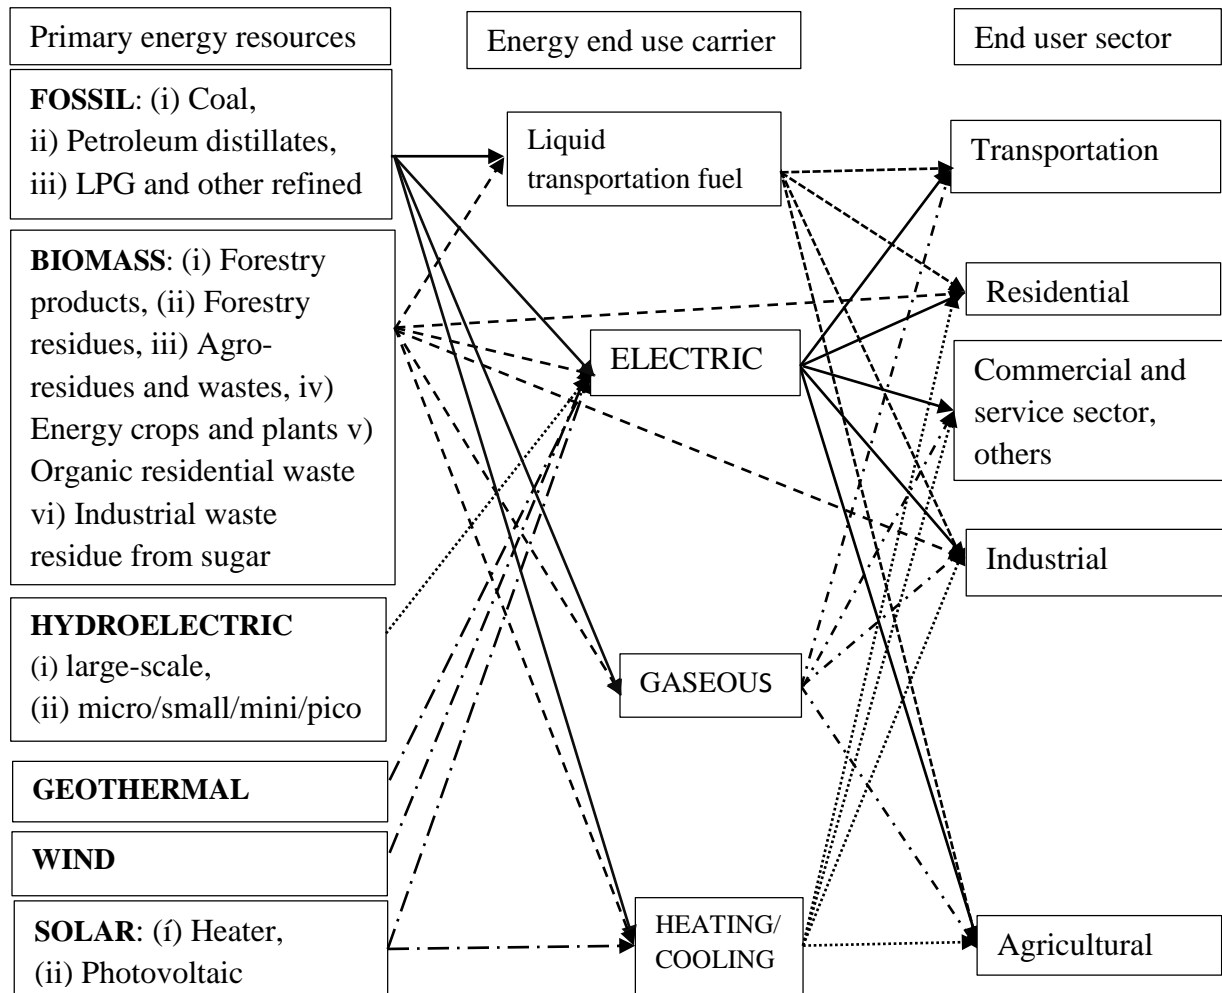 Primary energy resources
Energy end use carrier
End user sector
FOSSIL: (i) Coal,
ii) Petroleum distillates,
iii) LPG and other refined
BIOMASS: (i) Forestry
products, (ii) Forestry
residues, iii) Agro-
residues and wastes, iv)
Energy crops and plants v)
Organic residential waste
vi) Industrial waste
residue from sugar
HYDROELECTRIC
(i) large-scale,
(ii) micro/small/mini/pico
GEOTHERMAL
WIND
SOLAR: (í) Heater,
(ii) Photovoltaic
Liquid
transportation fuel
ELECTRIC
GASEOUS
HEATING/
COOLING
Transportation
Residential
Commercial and
service sector,
others
Industrial
Agricultural